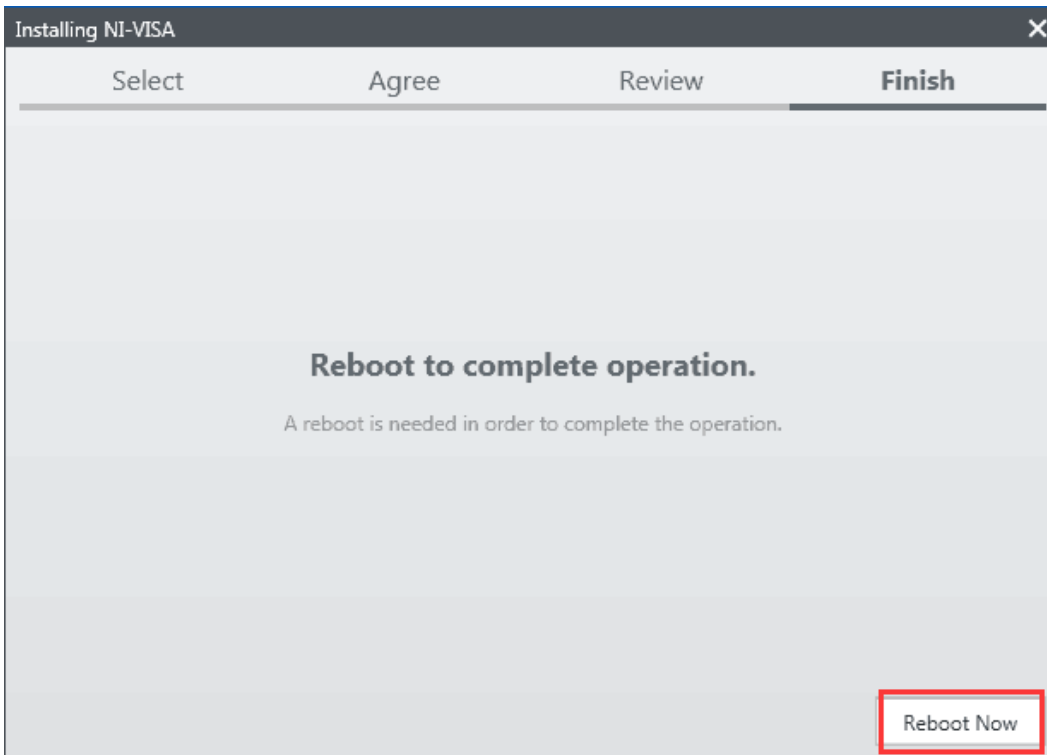 Installing NI-VISA
Select Agree Review Finish
Reboot to complete operation.
A reboot is needed in order to complete the operation.
Reboot Now